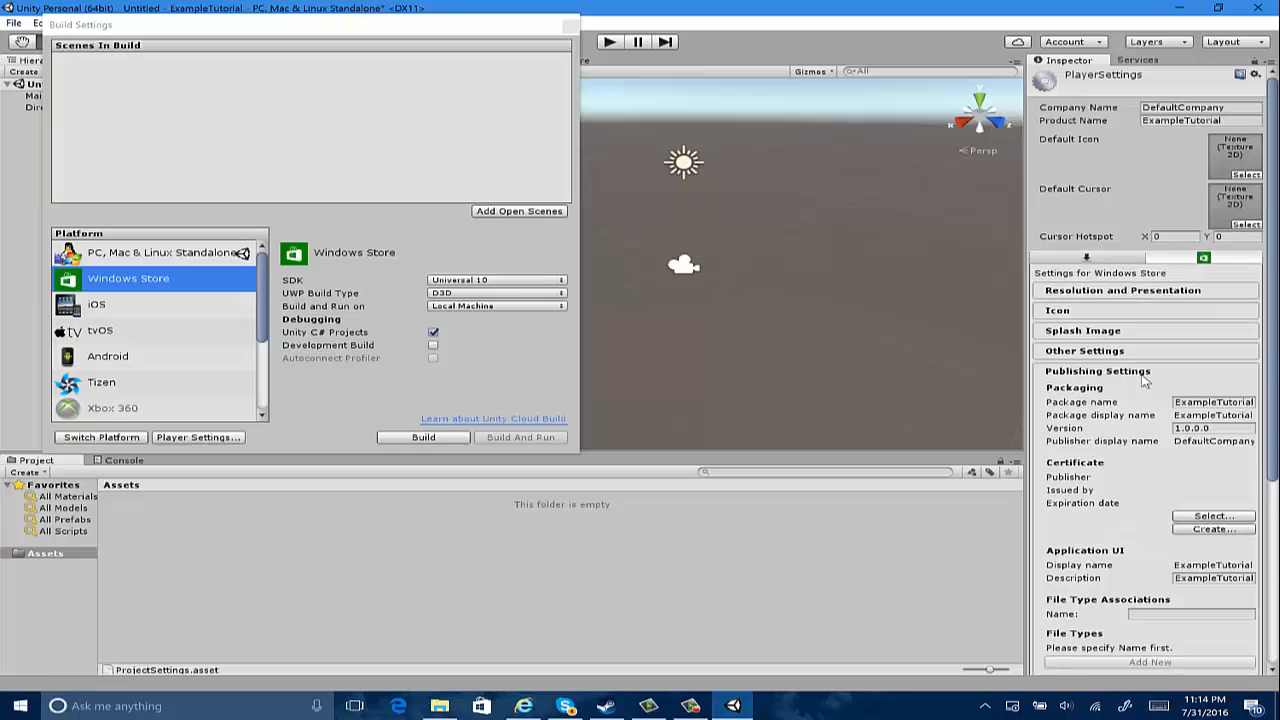 Unity Personal (64bit) - Untitled - ExampleTutorial - PC, Mac & Linux Standalone* <DX11>
File
Build Settings
Scenes In Build
Add Open Scenes
Platform
PC, Mac & Linux Standalone
Windows Store
iOS
tvOS
tv
Android
Tizen
Xbox 360
Windows Store
SDK Universal 10
UWP Build Type D3D
Build and Run on Local Machine
Debugging
Unity C# Projects
Development Build
Autoconnect Profiler
Learn about Unity Cloud Build
Switch Platform Player Settings... Build Build And Run
Create
Gizmos All
Persp
Account Layers Layout
Inspector Services
PlayerSettings
Company Name DefaultCompany
Product Name ExampleTutorial
Default Icon None (Texture 2D) Select
Default Cursor None (Texture 2D) Select
Cursor Hotspot X 0 Y 0
Settings for Windows Store
Resolution and Presentation
Icon
Splash Image
Other Settings
Publishing Settings
Packaging
Package name ExampleTutorial
Package display name ExampleTutorial
Version 1.0.0.0
Publisher display name DefaultCompany
Certificate
Publisher
Issued by
Expiration date
Select...
Create...
Application UI
Display name ExampleTutorial
Description ExampleTutorial
File Type Associations
Name:
File Types
Please specify Name first.
Add New
Project Console
Create
Favorites
All Materials
All Models
All Prefabs
All Scripts
Assets
Assets
This folder is empty
ProjectSettings.asset
Ask me anything
11:14 PM
7/31/2016
10